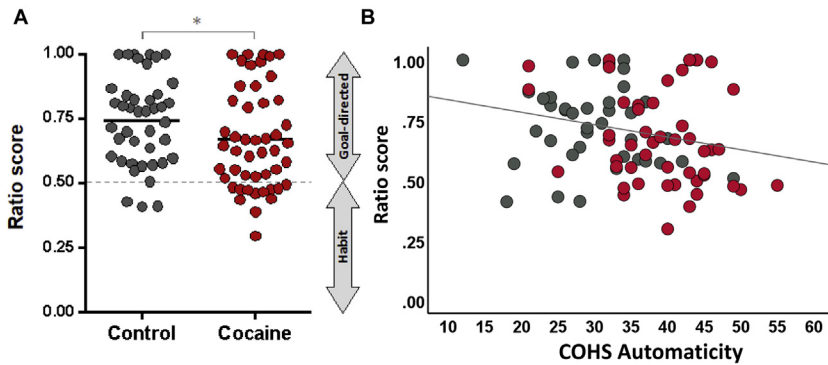 A
*
Ratio score
1.00
0.75
0.50
0.25
0.00
Control
Cocaine
Goal-directed
Habit
B
Ratio score
1.00
.75
.50
.25
.00
10 15 20 25 30 35 40 45 50 55 60
COHS Automaticity